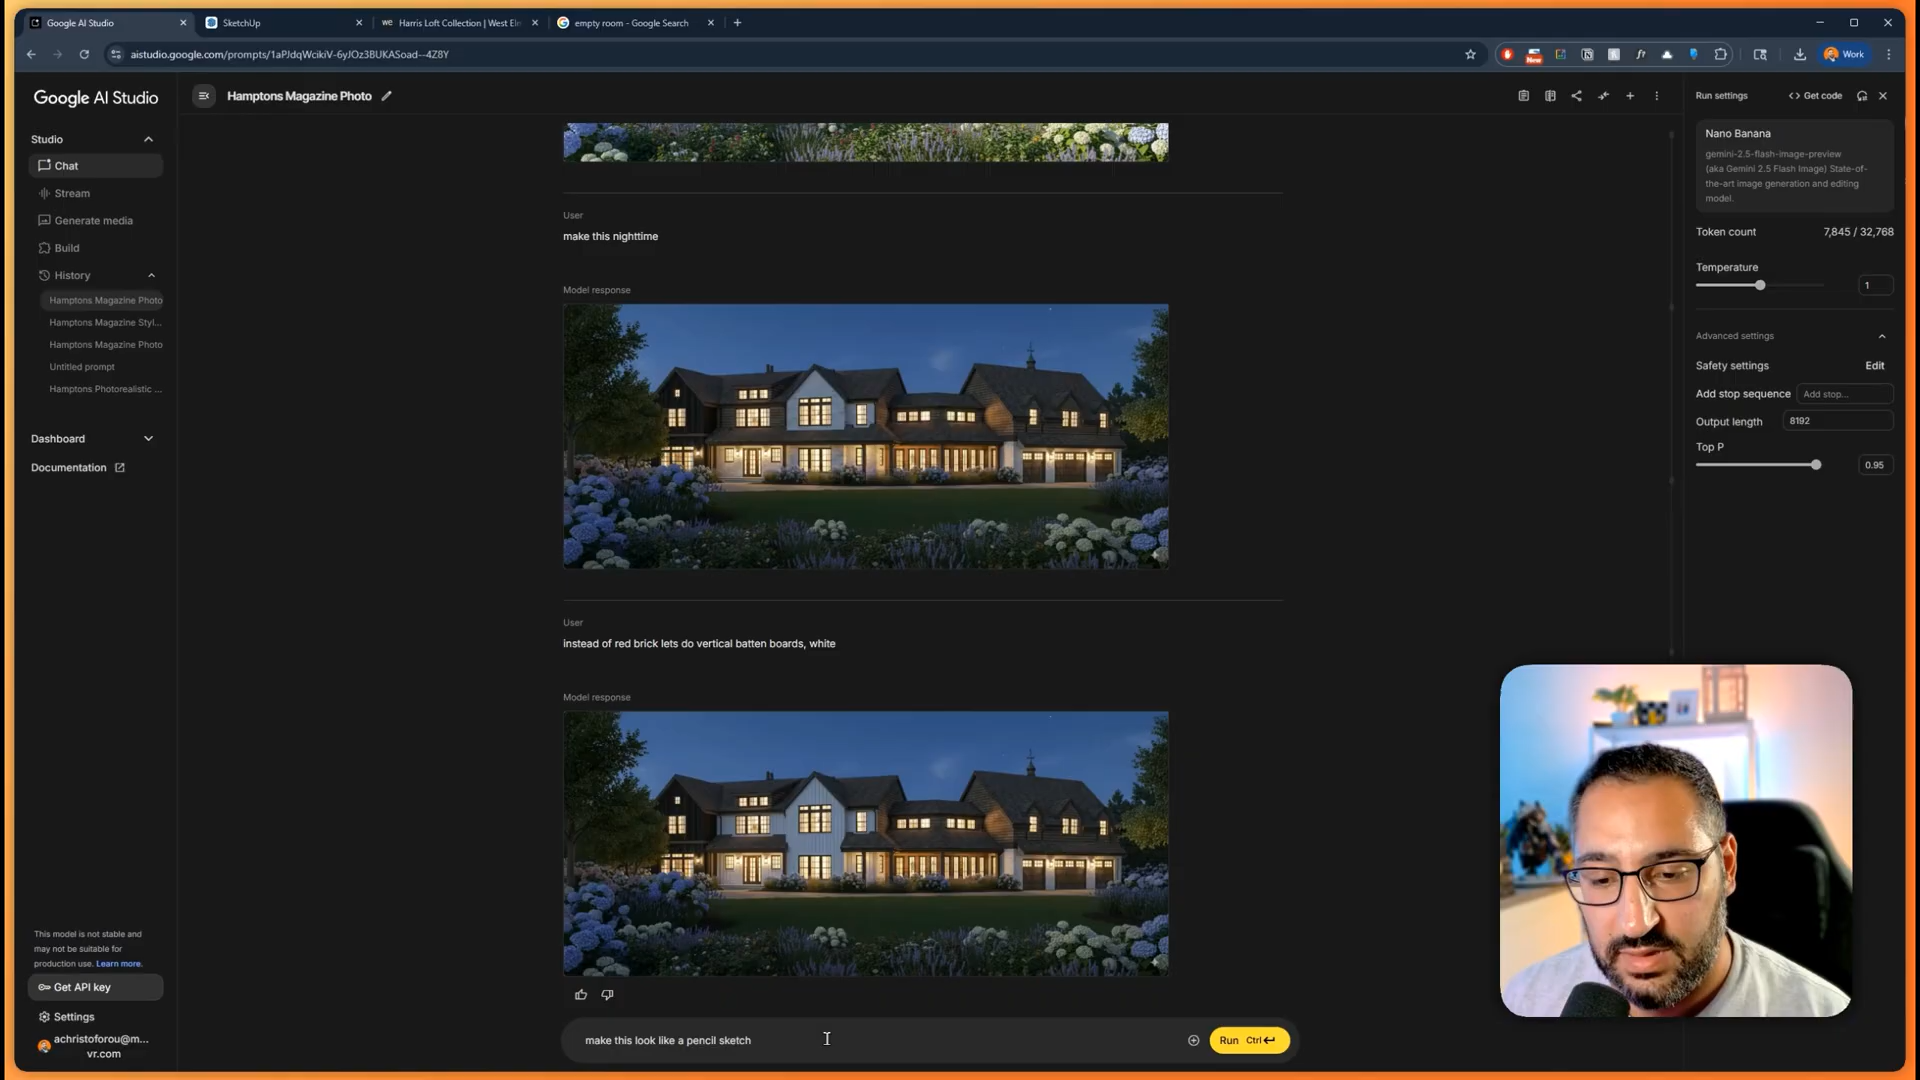 Google AI Studio
SketchUp
Harris Loft Collection | West El
empty room - Google Search
aistudio.google.com/prompts/1aPJdqWcikiV-6yJOz3BUKASoad--4Z8Y
New
Work
Google AI Studio
Studio
Chat
Stream
Generate media
Build
History
Hamptons Magazine Photo
Hamptons Magazine Styl...
Hamptons Magazine Photo
Untitled prompt
Hamptons Photorealistic ...
Dashboard
Documentation
This model is not stable and
may not be suitable for
production use. Learn more.
Get API key
Settings
achristoforou@m...
vr.com
Hamptons Magazine Photo
User
make this nighttime
Model response
User
instead of red brick lets do vertical batten boards, white
Model response
make this look like a pencil sketch
Run Ctrl
Run settings
Get code
Nano Banana
gemini-2.5-flash-image-preview
(aka Gemini 2.5 Flash Image) State-of-
the-art image generation and editing
model.
Token count 7,845 / 32,768
Temperature
1
Advanced settings
Safety settings Edit
Add stop sequence Add stop...
Output length 8192
Top P
0.95